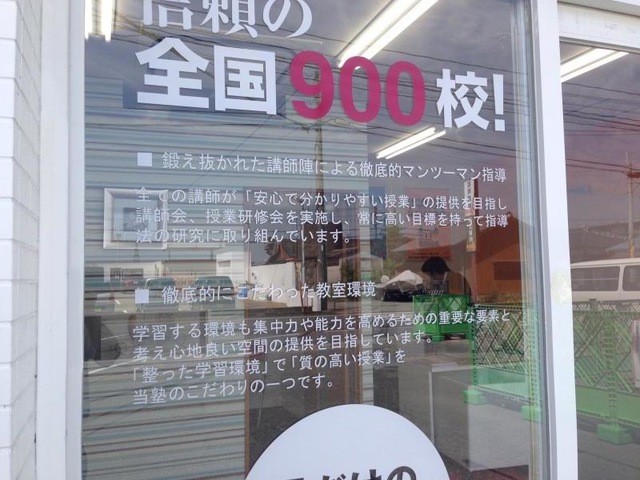 信頼の
全国900校!
■ 鍛え抜かれた講師陣による徹底的マンツーマン指導
全ての講師が「安心で分かりやすい授業」の提供を目指し
講師会、授業研修会を実施し、常に高い目標を持って指導
法の研究に取り組んでいます。
■ 徹底的にこだわった教室環境
学習する環境も集中力や能力を高めるための重要な要素と
考え心地良い空間の提供を目指しています。
「整った学習環境」で「質の高い授業」を
当塾のこだわりの一つです。
だけの